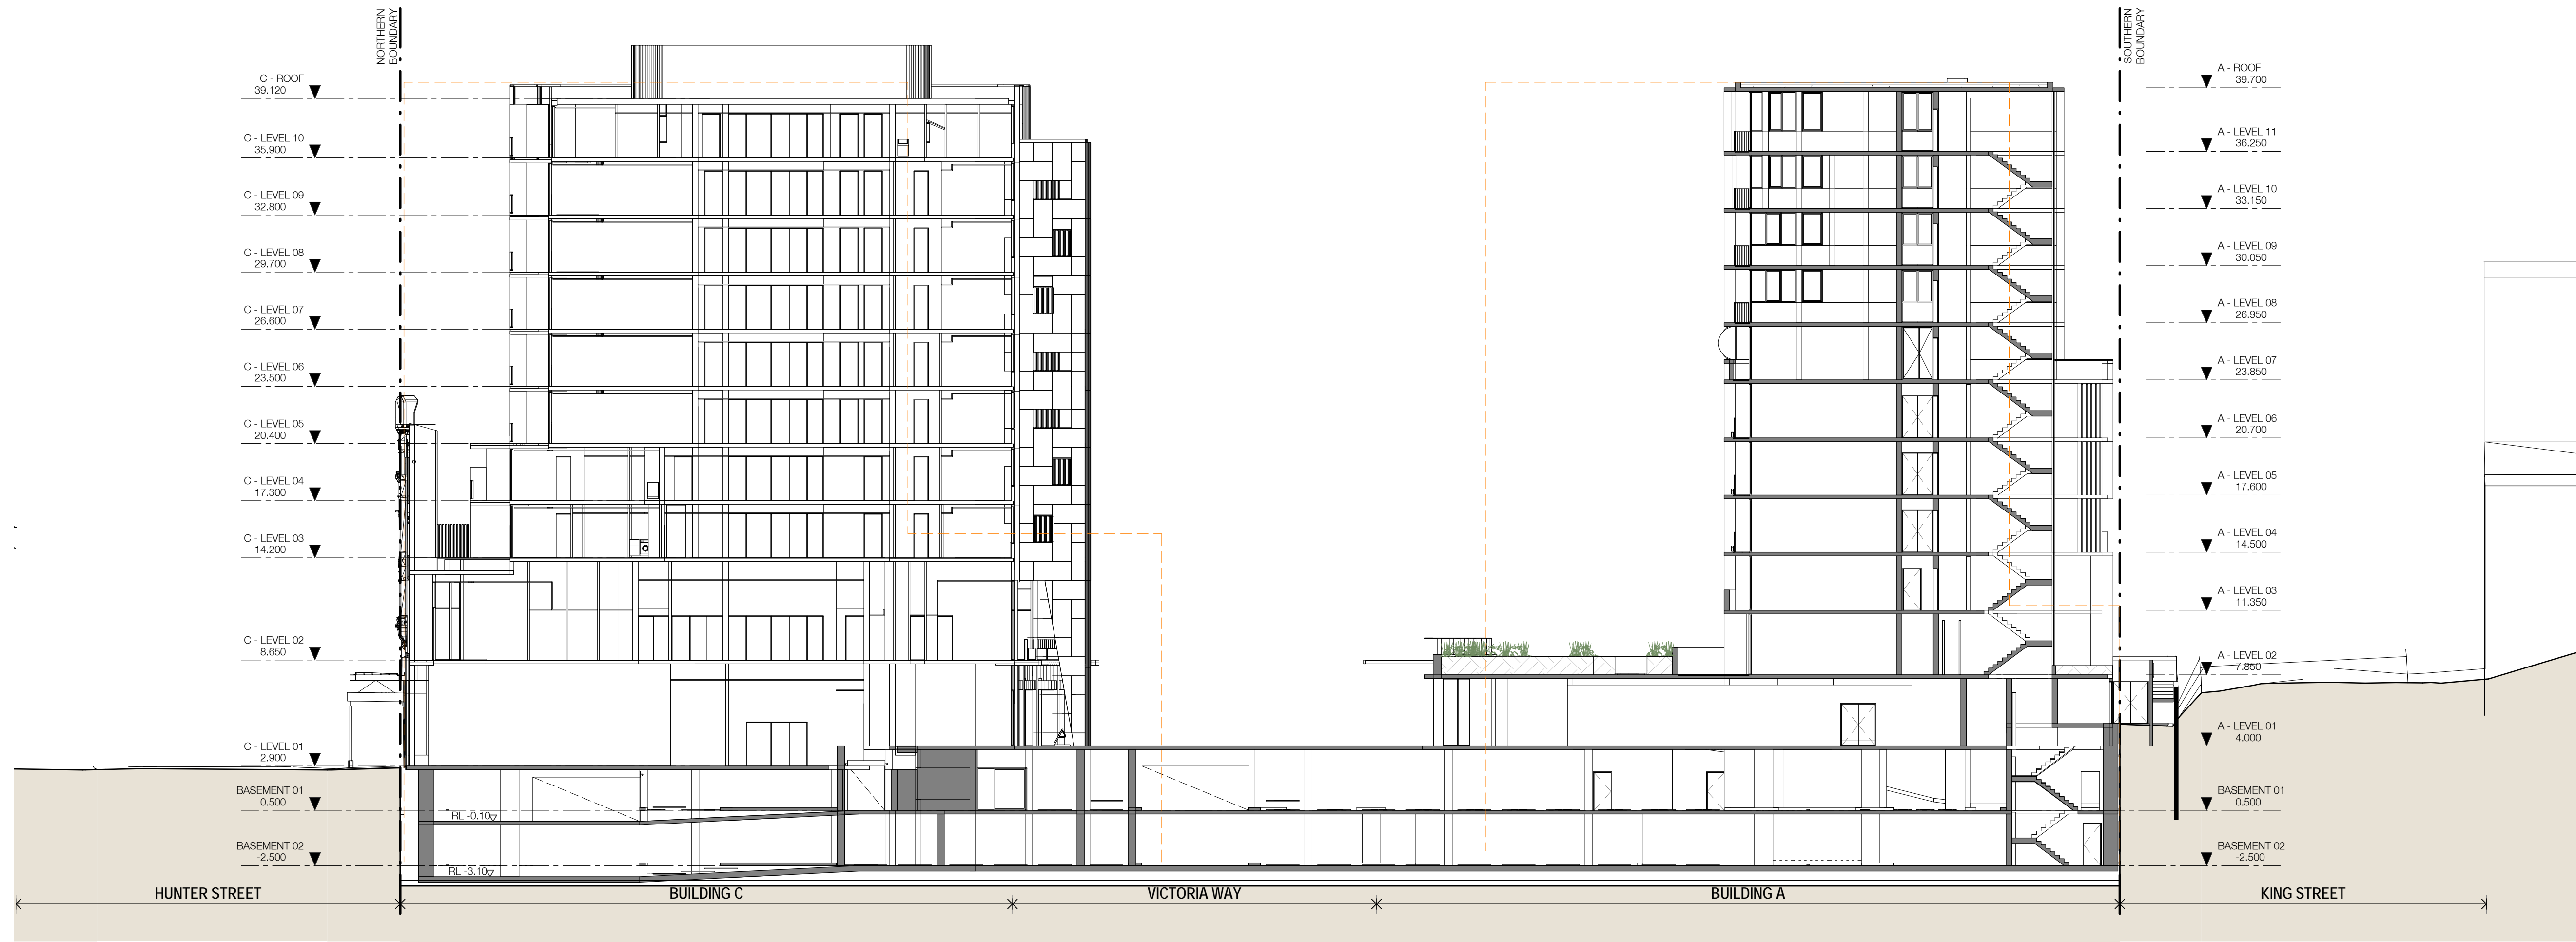 NORTHERN
BOUNDARY
C - ROOF
39.120
C - LEVEL 10
35.900
C - LEVEL 09
32.800
C - LEVEL 08
29.700
C - LEVEL 07
26.600
C - LEVEL 06
23.500
C - LEVEL 05
20.400
C - LEVEL 04
17.300
C - LEVEL 03
14.200
C - LEVEL 02
8.650
C - LEVEL 01
2.900
BASEMENT 01
0.500
BASEMENT 02
-2.500
RL -0.10
RL -3.10
SOUTHERN
BOUNDARY
A - ROOF
39.700
A - LEVEL 11
36.250
A - LEVEL 10
33.150
A - LEVEL 09
30.050
A - LEVEL 08
26.950
A - LEVEL 07
23.850
A - LEVEL 06
20.700
A - LEVEL 05
17.600
A - LEVEL 04
14.500
A - LEVEL 03
11.350
A - LEVEL 02
7.850
A - LEVEL 01
4.000
BASEMENT 01
0.500
BASEMENT 02
-2.500
HUNTER STREET
BUILDING C
VICTORIA WAY
BUILDING A
KING STREET